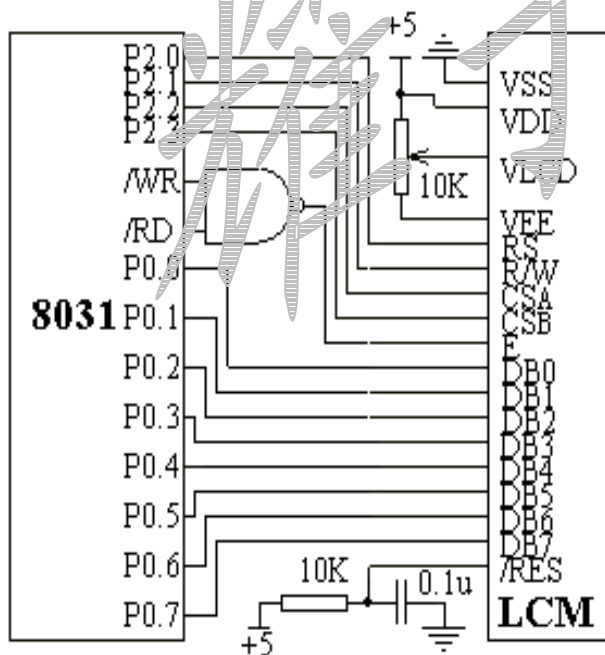 +5
P2.0
P2.1
P2.2
P2.3
/WR
/RD
P0.0
8031
P0.1
P0.2
P0.3
P0.4
P0.5
P0.6
P0.7
10K
VSS
VDD
VEE
RS
R/W
CSA
CSB
E
DB0
DB1
DB2
DB3
DB4
DB5
DB6
DB7
/RES
LCM
10K
0.1u
+5